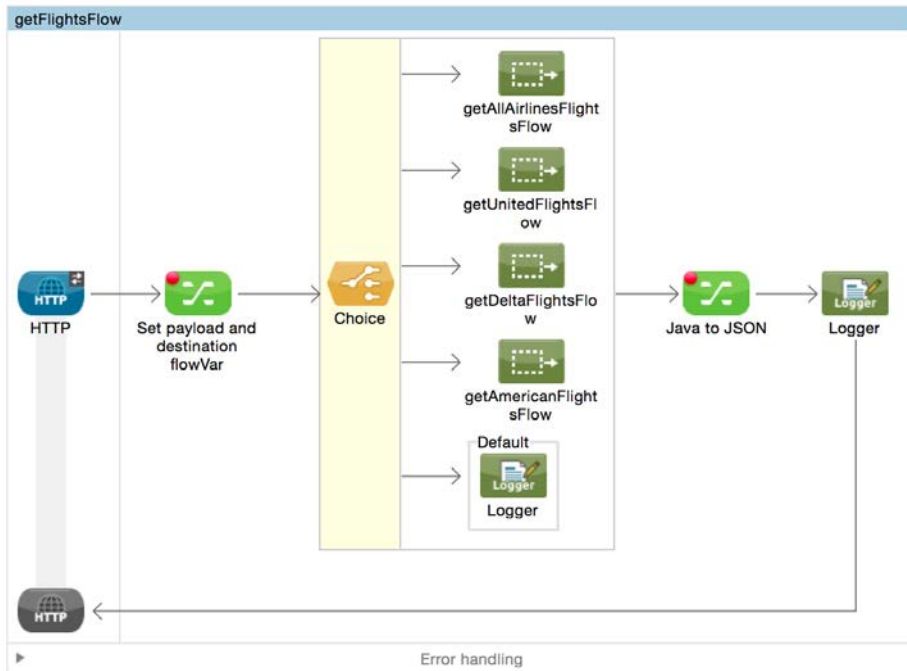 getFlightsFlow
getAllAirlinesFlight
sFlow
getUnitedFlightsFl
ow
HTTP
HTTP
Set payload and
destination
flowVar
Choice
getDeltaFlightsFlo
w
Java to JSON
Logger
Logger
getAmericanFlight
sFlow
Default
Logger
Logger
HTTP
Error handling